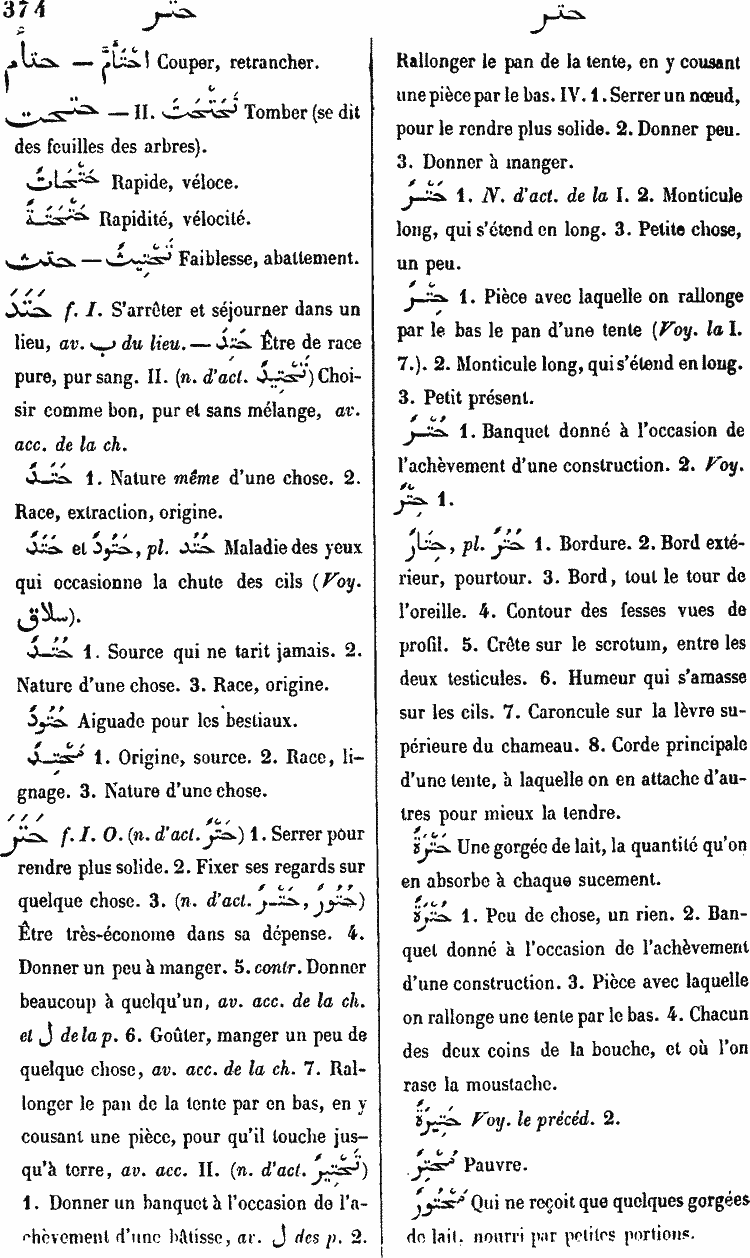 374 حتر
حتر
حتأ — احْتَأَمَّ Couper, retrancher.
حتحت — II. تَحَتْحَتَ Tomber (se dit
des feuilles des arbres).
حَتْحَاتٌ Rapide, véloce.
حَتْحَتَةٌ Rapidité, vélocité.
حتث — تَحْتِيثٌ Faiblesse, abattement.
حَتَدَ f. I. S'arrêter et séjourner dans un
lieu, av. ب du lieu. — حَتِدَ Être de race
pure, pur sang. II. (n. d'act. تَحْتِيدٌ) Choi-
sir comme bon, pur et sans mélange, av.
acc. de la ch.
حَتَدٌ 1. Nature même d'une chose. 2.
Race, extraction, origine.
et حَتُودٌ, pl. Maladie des yeux
qui occasionne la chute des cils (Voy.
سلاق).
1. Source qui ne tarit jamais. 2.
Nature d'une chose. 3. Race, origine.
حَتُودٌ Aiguade pour les bestiaux.
مَحْتِدٌ 1. Origine, source. 2. Race, li-
gnage. 3. Nature d'une chose.
حَتَرَ f. I. O. (n. d'act. حَتْرٌ) 1. Serrer pour
rendre plus solide. 2. Fixer ses regards sur
quelque chose. 3. (n. d'act. حَتْرٌ, حُتُورٌ)
Être très-économe dans sa dépense. 4.
Donner un peu à manger. 5. contr. Donner
beaucoup à quelqu'un, av. acc. de la ch.
et ل de la p. 6. Goûter, manger un peu de
quelque chose, av. acc. de la ch. 7. Ral-
longer le pan de la tente par en bas, en y
cousant une pièce, pour qu'il touche jus-
qu'à terre, av. acc. II. (n. d'act. تَحْتِيرٌ)
1. Donner un banquet à l'occasion de l'a-
chèvement d'une bâtisse, av. ل des p. 2.
Rallonger le pan de la tente, en y cousant
une pièce par le bas. IV. 1. Serrer un nœud,
pour le rendre plus solide. 2. Donner peu.
3. Donner à manger.
حَتْرٌ 1. N. d'act. de la I. 2. Monticule
long, qui s'étend en long. 3. Petite chose,
un peu.
حِتْرٌ 1. Pièce avec laquelle on rallonge
par le bas le pan d'une tente (Voy. la I.
7.). 2. Monticule long, qui s'étend en long.
3. Petit présent.
حُتْرٌ 1. Banquet donné à l'occasion de
l'achèvement d'une construction. 2. Voy.
حِتْرٌ 1.
حِتَارٌ, pl. حُتُرٌ 1. Bordure. 2. Bord exté-
rieur, pourtour. 3. Bord, tout le tour de
l'oreille. 4. Contour des fesses vues de
profil. 5. Crête sur le scrotum, entre les
deux testicules. 6. Humeur qui s'amasse
sur les cils. 7. Caroncule sur la lèvre su-
périeure du chameau. 8. Corde principale
d'une tente, à laquelle on en attache d'au-
tres pour mieux la tendre.
حَتْرَةٌ Une gorgée de lait, la quantité qu'on
en absorbe à chaque sucement.
حُتْرَةٌ 1. Peu de chose, un rien. 2. Ban-
quet donné à l'occasion de l'achèvement
d'une construction. 3. Pièce avec laquelle
on rallonge une tente par le bas. 4. Chacun
des deux coins de la bouche, et où l'on
rase la moustache.
حَتِيرَةٌ Voy. le précéd. 2.
مُحْتِرٌ Pauvre.
مَحْتُورٌ Qui ne reçoit que quelques gorgées
de lait, nourri par petites portions.